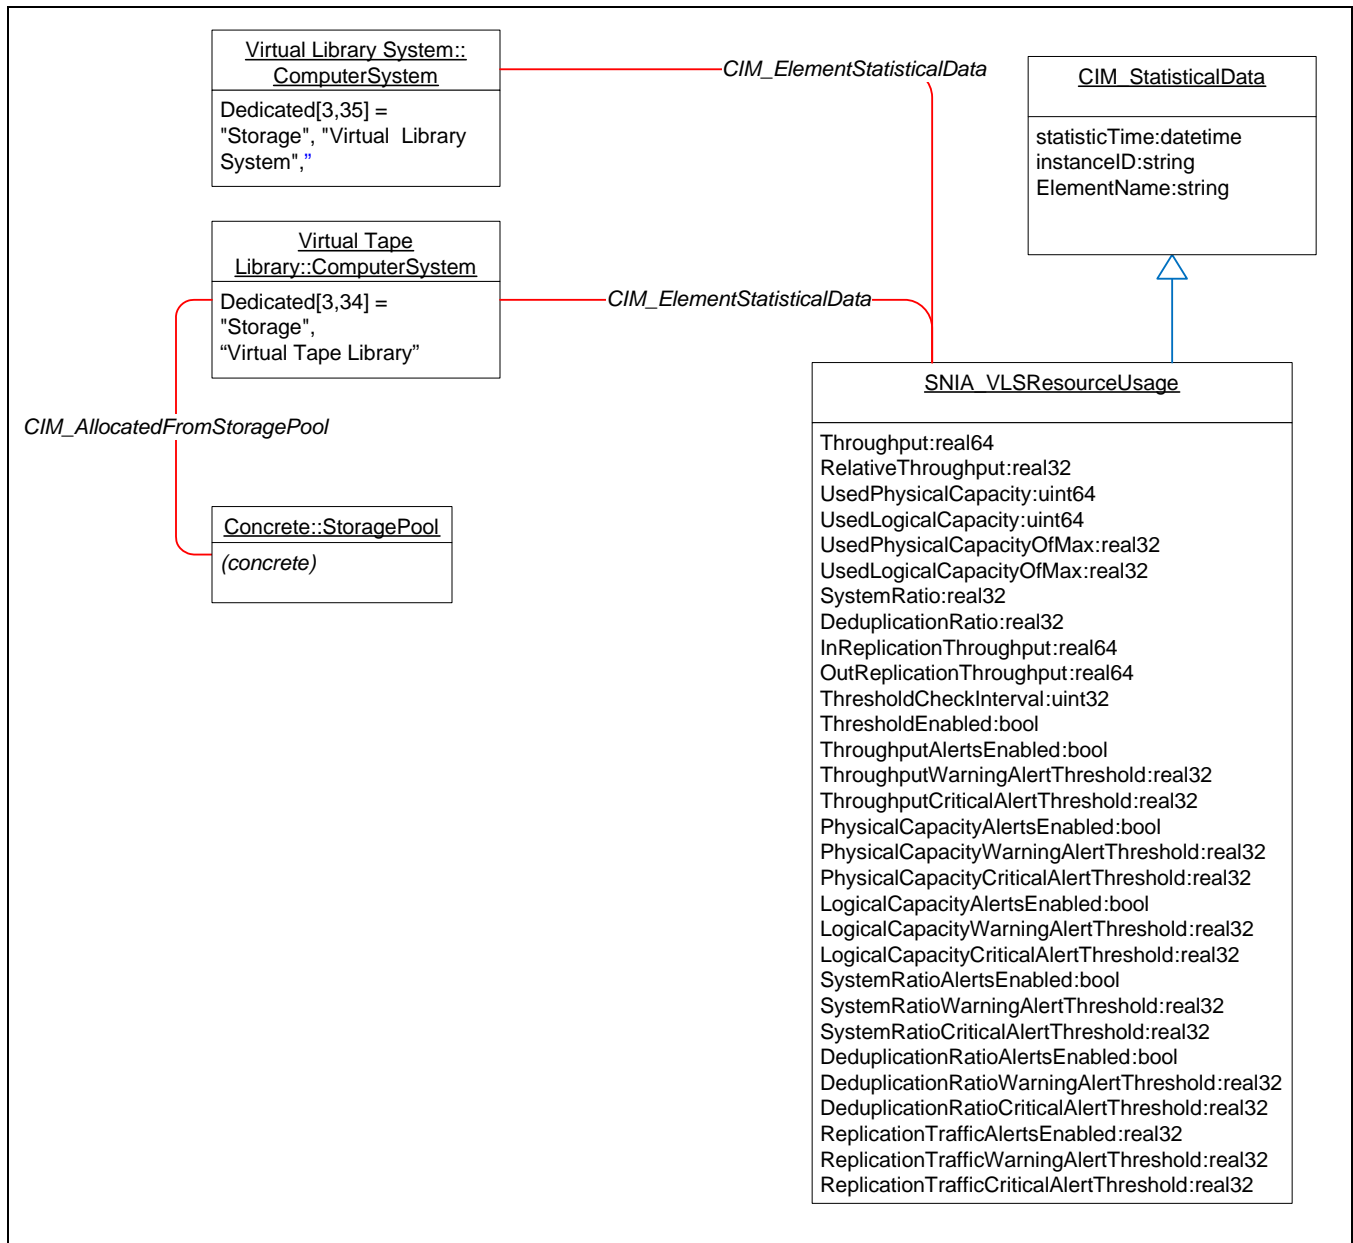 Virtual Library System::
ComputerSystem
Dedicated[3,35] =
"Storage", "Virtual Library
System",”
CIM_ElementStatisticalData
CIM_StatisticalData
statisticTime:datetime
instanceID:string
ElementName:string
Virtual Tape
Library::ComputerSystem
Dedicated[3,34] =
"Storage",
“Virtual Tape Library”
CIM_ElementStatisticalData
CIM_AllocatedFromStoragePool
Concrete::StoragePool
(concrete)
SNIA_VLSResourceUsage
Throughput:real64
RelativeThroughput:real32
UsedPhysicalCapacity:uint64
UsedLogicalCapacity:uint64
UsedPhysicalCapacityOfMax:real32
UsedLogicalCapacityOfMax:real32
SystemRatio:real32
DeduplicationRatio:real32
InReplicationThroughput:real64
OutReplicationThroughput:real64
ThresholdCheckInterval:uint32
ThresholdEnabled:bool
ThroughputAlertsEnabled:bool
ThroughputWarningAlertThreshold:real32
ThroughputCriticalAlertThreshold:real32
PhysicalCapacityAlertsEnabled:bool
PhysicalCapacityWarningAlertThreshold:real32
PhysicalCapacityCriticalAlertThreshold:real32
LogicalCapacityAlertsEnabled:bool
LogicalCapacityWarningAlertThreshold:real32
LogicalCapacityCriticalAlertThreshold:real32
SystemRatioAlertsEnabled:bool
SystemRatioWarningAlertThreshold:real32
SystemRatioCriticalAlertThreshold:real32
DeduplicationRatioAlertsEnabled:bool
DeduplicationRatioWarningAlertThreshold:real32
DeduplicationRatioCriticalAlertThreshold:real32
ReplicationTrafficAlertsEnabled:real32
ReplicationTrafficWarningAlertThreshold:real32
ReplicationTrafficCriticalAlertThreshold:real32